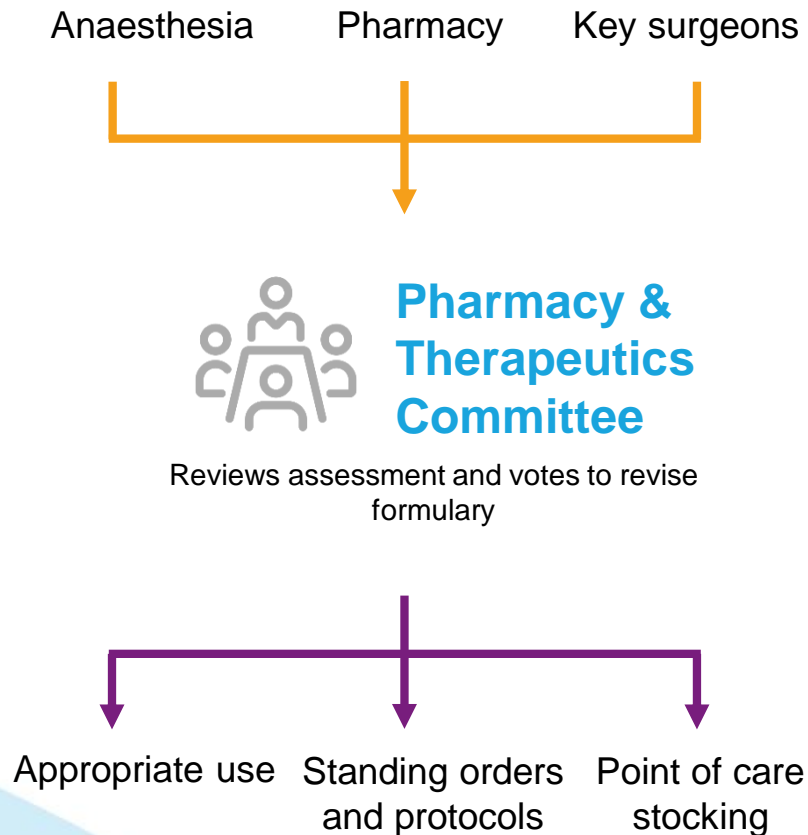 Anaesthesia Pharmacy Key surgeons
Pharmacy &
Therapeutics
Committee
Reviews assessment and votes to revise
formulary
Appropriate use
Standing orders
and protocols
Point of care
stocking